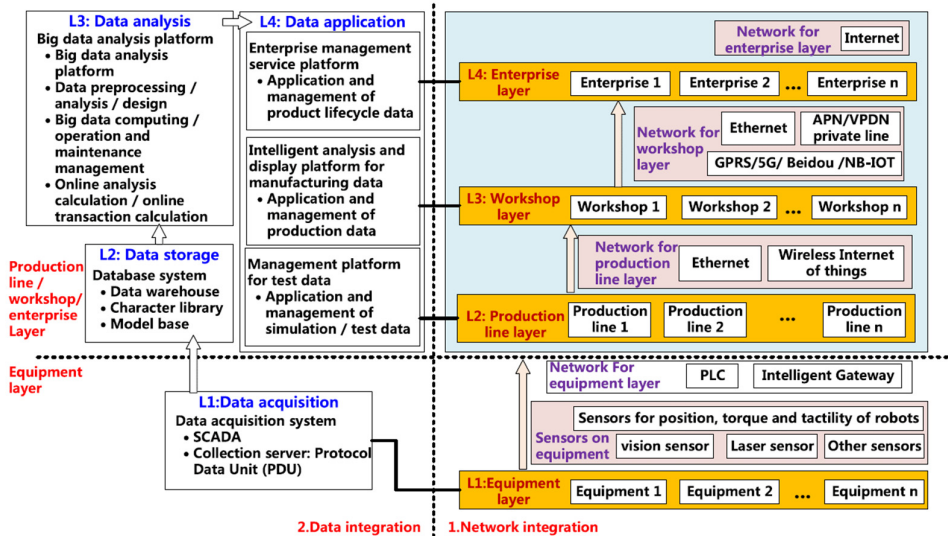 L3: Data analysis
Big data analysis platform
• Big data analysis
platform
• Data preprocessing /
analysis / design
• Big data computing /
operation and
maintenance
management
• Online analysis
calculation / online
transaction calculation
L4: Data application
Enterprise management
service platform
• Application and
management of
product lifecycle data
Intelligent analysis and
display platform for
manufacturing data
• Application and
management of
production data
Management platform
for test data
• Application and
management of
simulation / test data
L2: Data storage
Database system
• Data warehouse
• Character library
• Model base
Production
line /
workshop/
enterprise
Layer
Equipment
layer
L1:Data acquisition
Data acquisition system
• SCADA
• Collection server: Protocol
Data Unit (PDU)
2.Data integration
Network for
enterprise layer
Internet
L4: Enterprise
layer
Enterprise 1
Enterprise 2
...
Enterprise n
Network for
workshop
layer
Ethernet
APN/VPDN
private line
GPRS/5G/ Beidou /NB-IOT
L3: Workshop
layer
Workshop 1
Workshop 2
...
Workshop n
Network for
production
line layer
Ethernet
Wireless Internet
of things
L2: Production
line layer
Production
line 1
Production
line 2
...
Production
line n
Network For
equipment layer
PLC
Intelligent Gateway
Sensors for position, torque and tactility of robots
Sensors on
equipment
vision sensor
Laser sensor
Other sensors
L1:Equipment
layer
Equipment 1
Equipment 2
...
Equipment n
1.Network integration